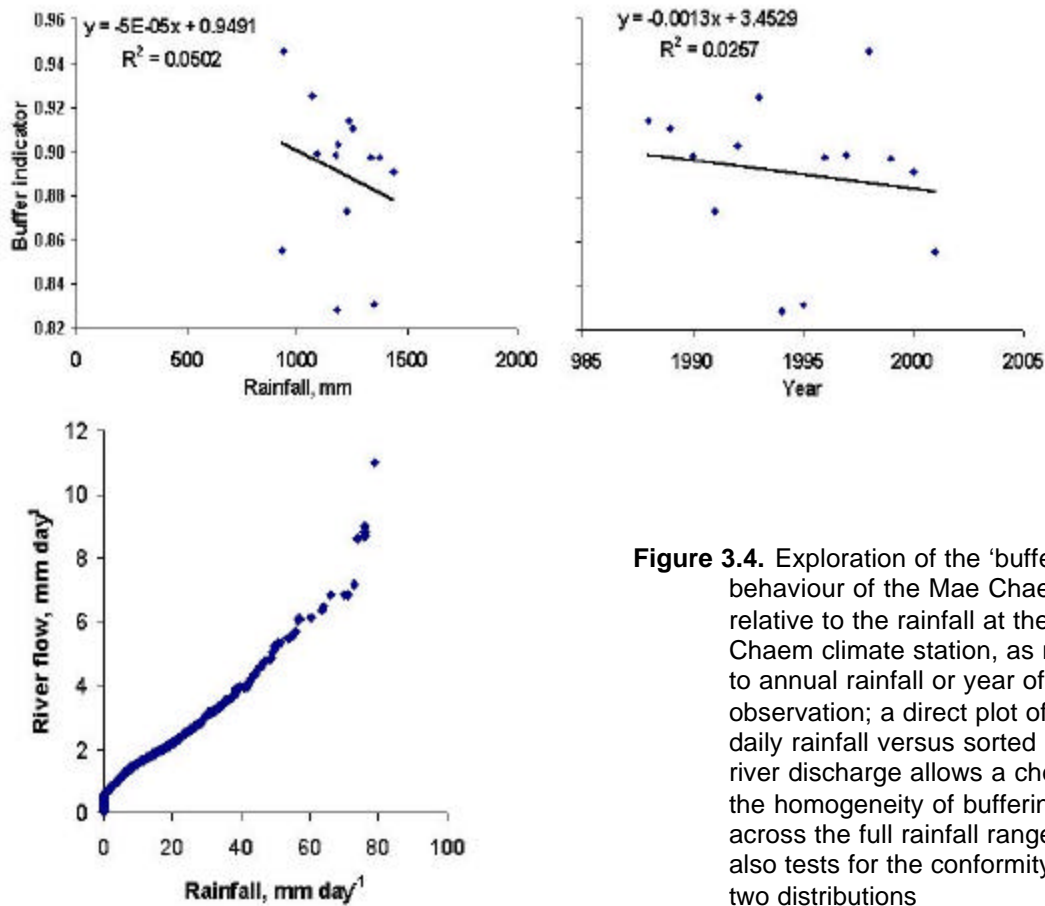 y = -5E-05x + 0.9491
R² = 0.0502
Buffer indicator
0.96
0.94
0.92
0.90
0.88
0.86
0.84
0.82
0 500 1000 1500 2000
Rainfall, mm
y = -0.0013x + 3.4529
R² = 0.0257
985 1990 1995 2000 2005
Year
River flow, mm day¹
12
10
8
6
4
2
0
0 20 40 60 80 100
Rainfall, mm day⁻¹
Figure 3.4. Exploration of the ‘buffe
behaviour of the Mae Chae
relative to the rainfall at the
Chaem climate station, as
to annual rainfall or year of
observation; a direct plot of
daily rainfall versus sorted
river discharge allows a che
the homogeneity of bufferin
across the full rainfall range
also tests for the conformity
two distributions